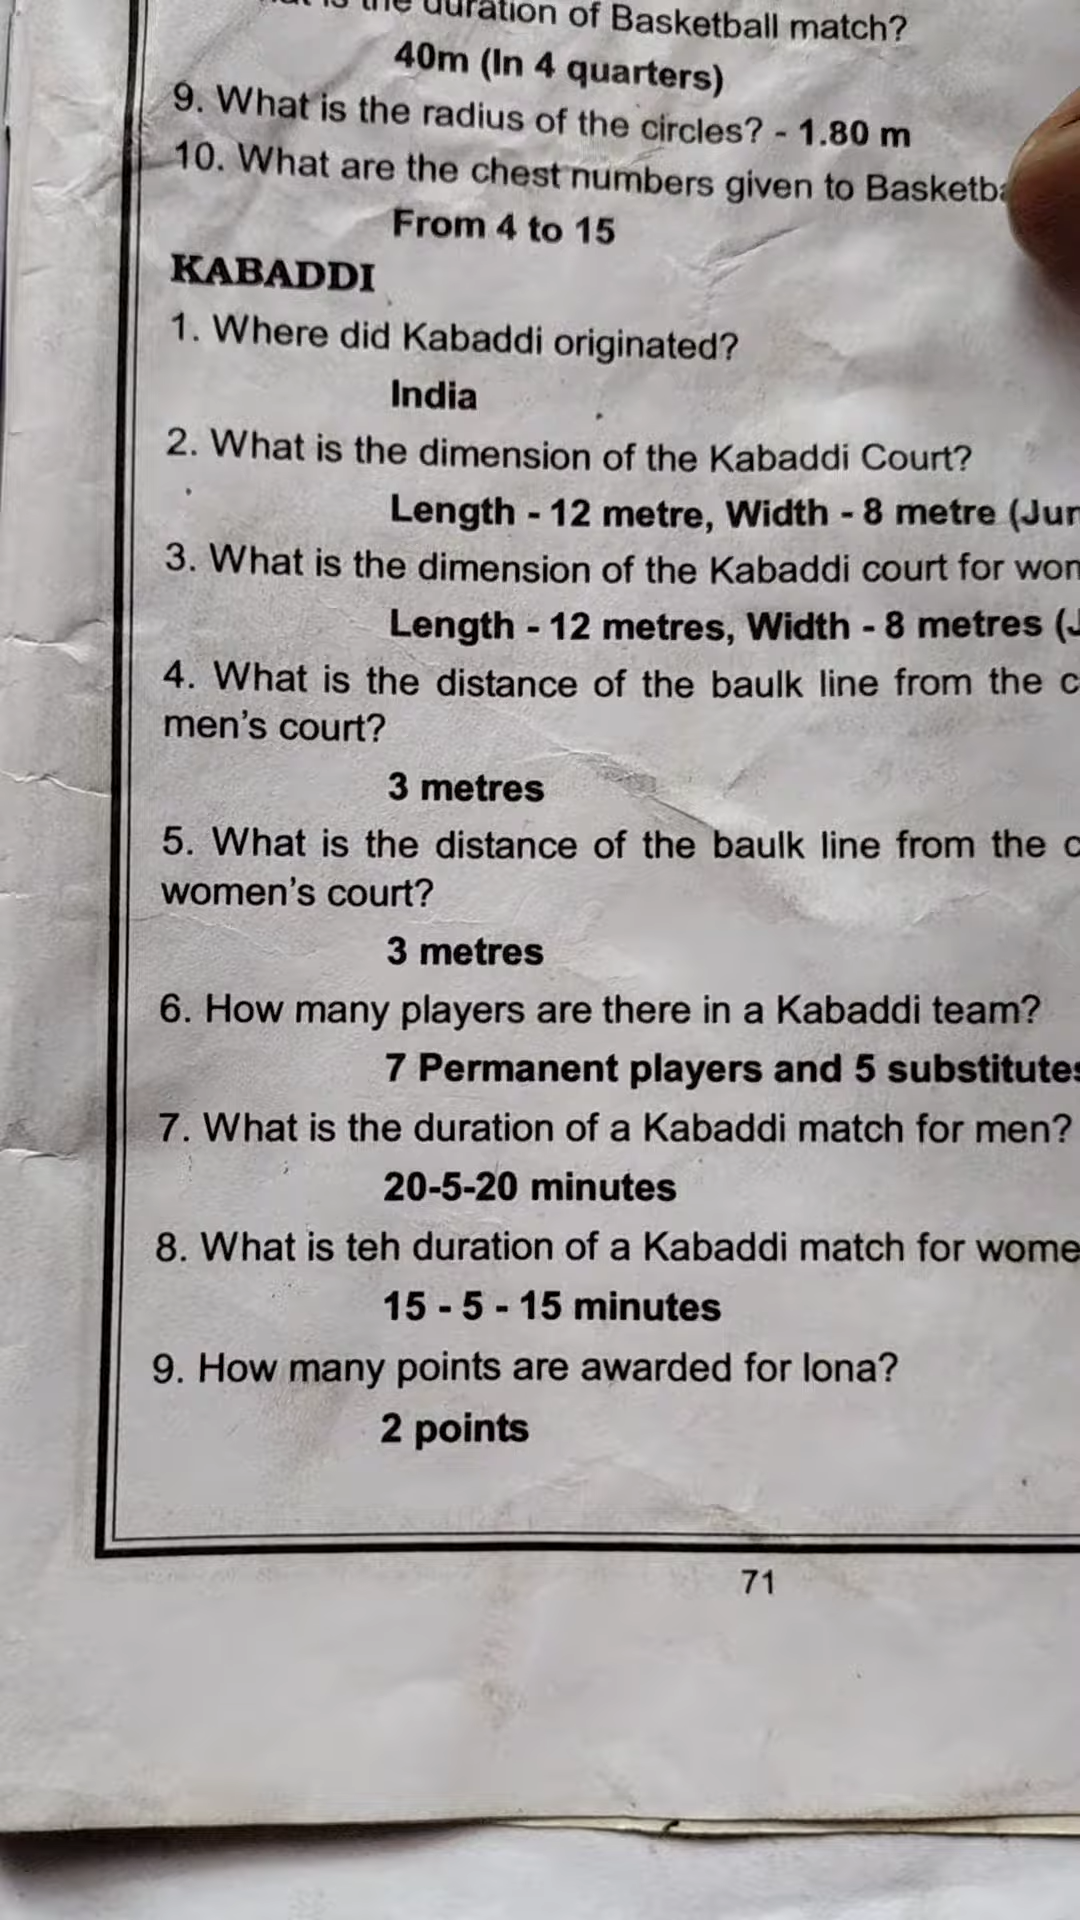 the duration of Basketball match?
40m (In 4 quarters)
9. What is the radius of the circles? - 1.80 m
10. What are the chest numbers given to
From 4 to 15
KABADDI
1. Where did Kabaddi originated?
India
2. What is the dimension of the Kabaddi Court?
Length - 12 metre, Width - 8 metre
3. What is the dimension of the Kabaddi court for
Length - 12 metres, Width - 8 metres
4. What is the distance of the baulk line from the
men's court?
3 metres
5. What is the distance of the baulk line from the
women's court?
3 metres
6. How many players are there in a Kabaddi team?
7 Permanent players and 5 substitutes
7. What is the duration of a Kabaddi match for men?
20-5-20 minutes
8. What is teh duration of a Kabaddi match for
15 - 5 - 15 minutes
9. How many points are awarded for lona?
2 points
71